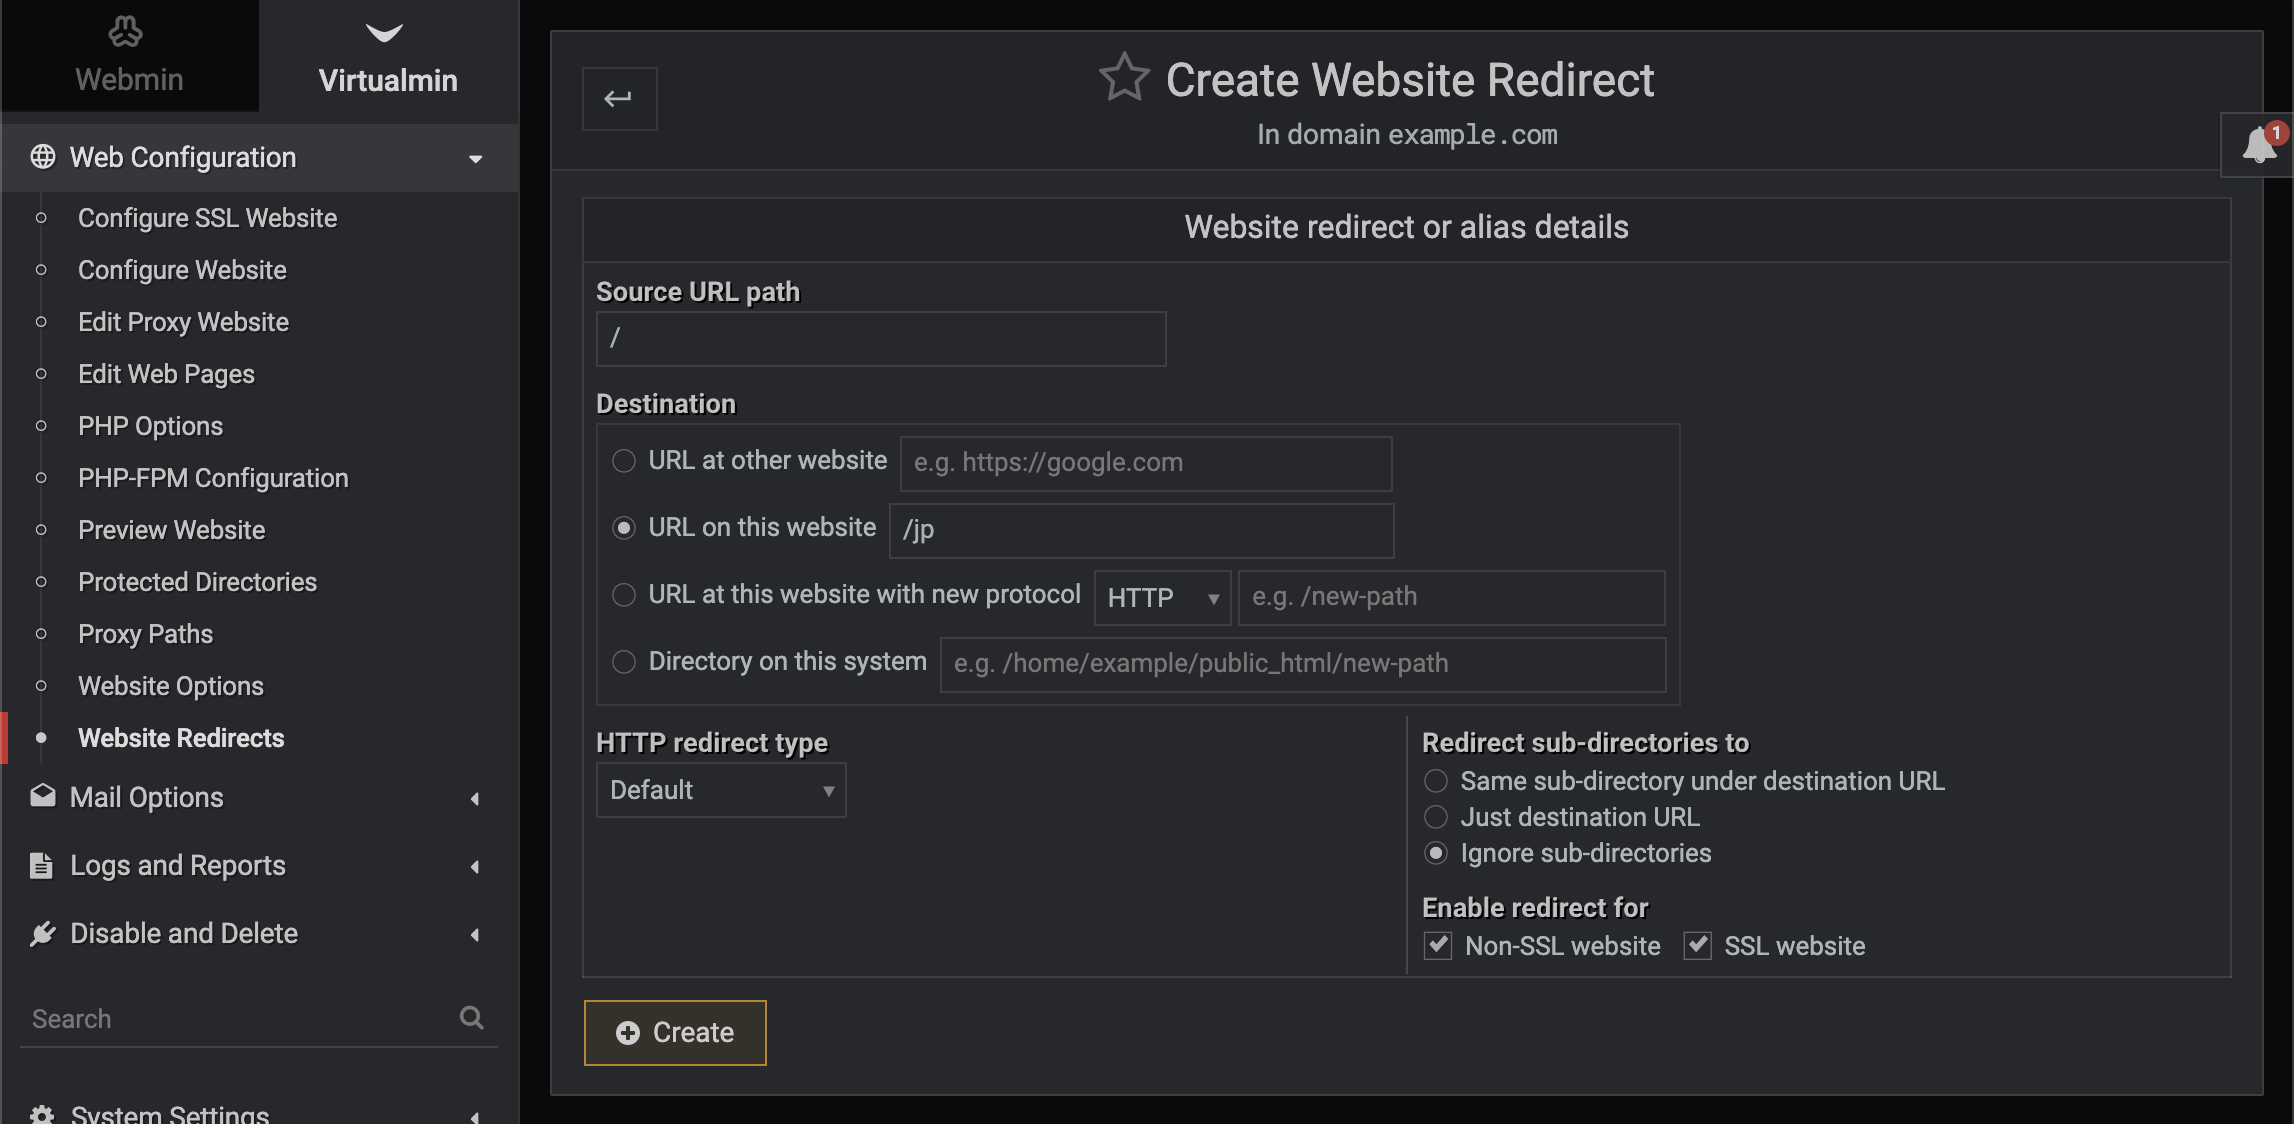 Webmin
Virtualmin
Web Configuration
Configure SSL Website
Configure Website
Edit Proxy Website
Edit Web Pages
PHP Options
PHP-FPM Configuration
Preview Website
Protected Directories
Proxy Paths
Website Options
Website Redirects
Mail Options
Logs and Reports
Disable and Delete
Search
System Settings
Create Website Redirect
In domain example.com
1
Website redirect or alias details
Source URL path
/
Destination
URL at other website e.g. https://google.com
URL on this website /jp
URL at this website with new protocol HTTP e.g. /new-path
Directory on this system e.g. /home/example/public_html/new-path
HTTP redirect type
Default
Redirect sub-directories to
Same sub-directory under destination URL
Just destination URL
Ignore sub-directories
Enable redirect for
Non-SSL website SSL website
Create